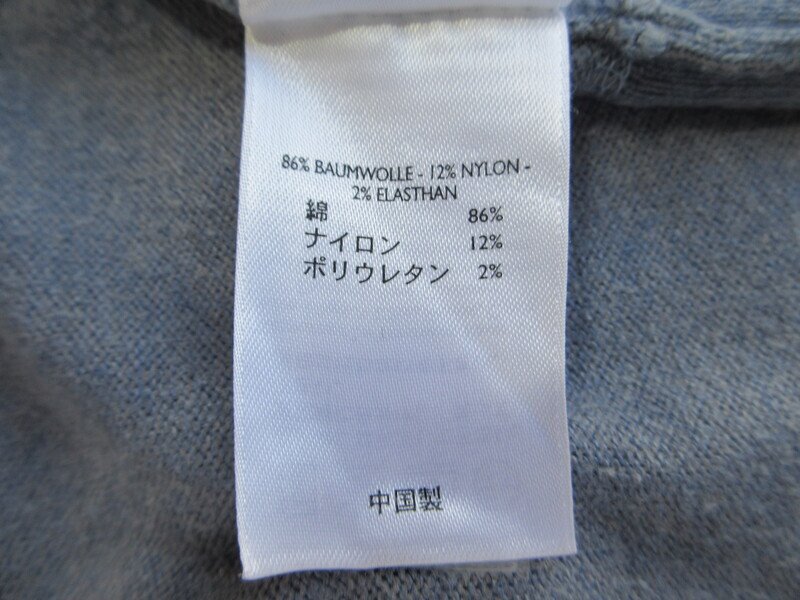 86% BAUMWOLLE - 12% NYLON -
2% ELASTHAN
綿 86%
ナイロン 12%
ポリウレタン 2%
中国製